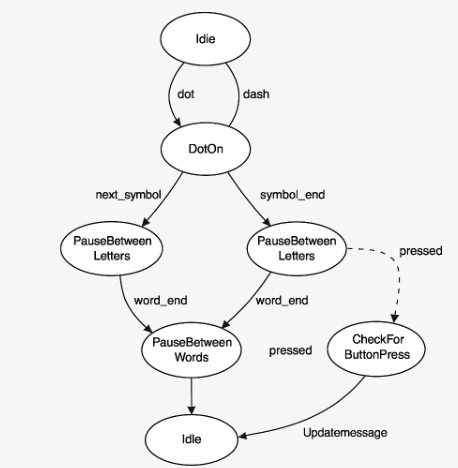 Idie
dot
dash
DotOn
next_symbol
symbol_end
PauseBetween
Letters
PauseBetween
Letters
pressed
word_end
word_end
PauseBetween
Words
pressed
CheckFor
ButtonPress
Idle
Updatemessage